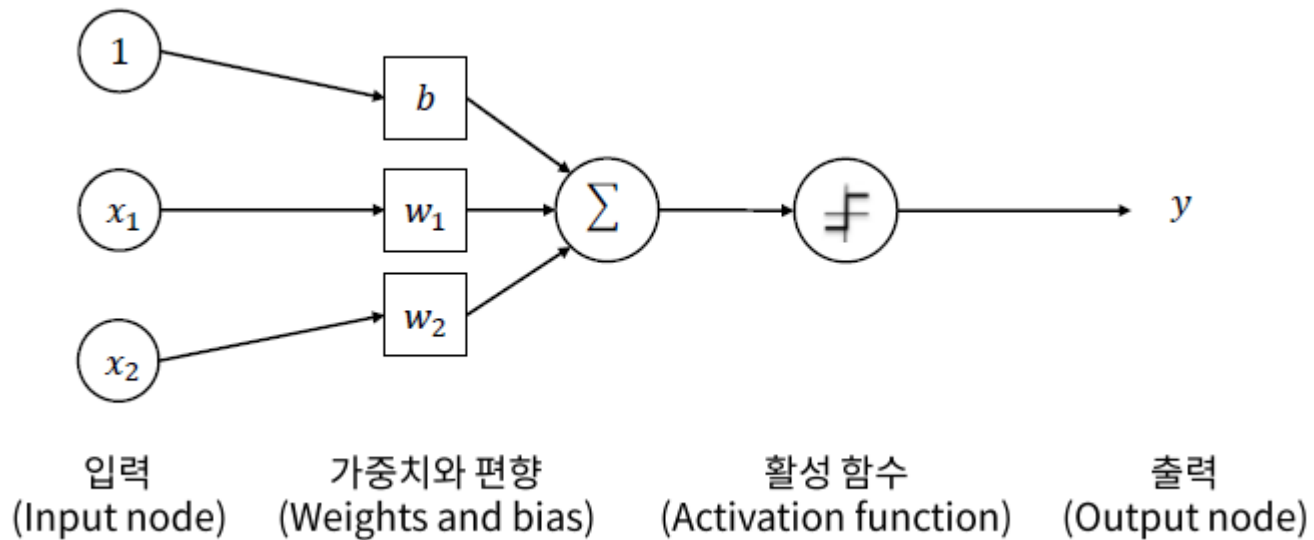 1
b
x₁
w₁
∑
y
w₂
x₂
입력
(Input node)
가중치와 편향
(Weights and bias)
활성 함수
(Activation function)
출력
(Output node)